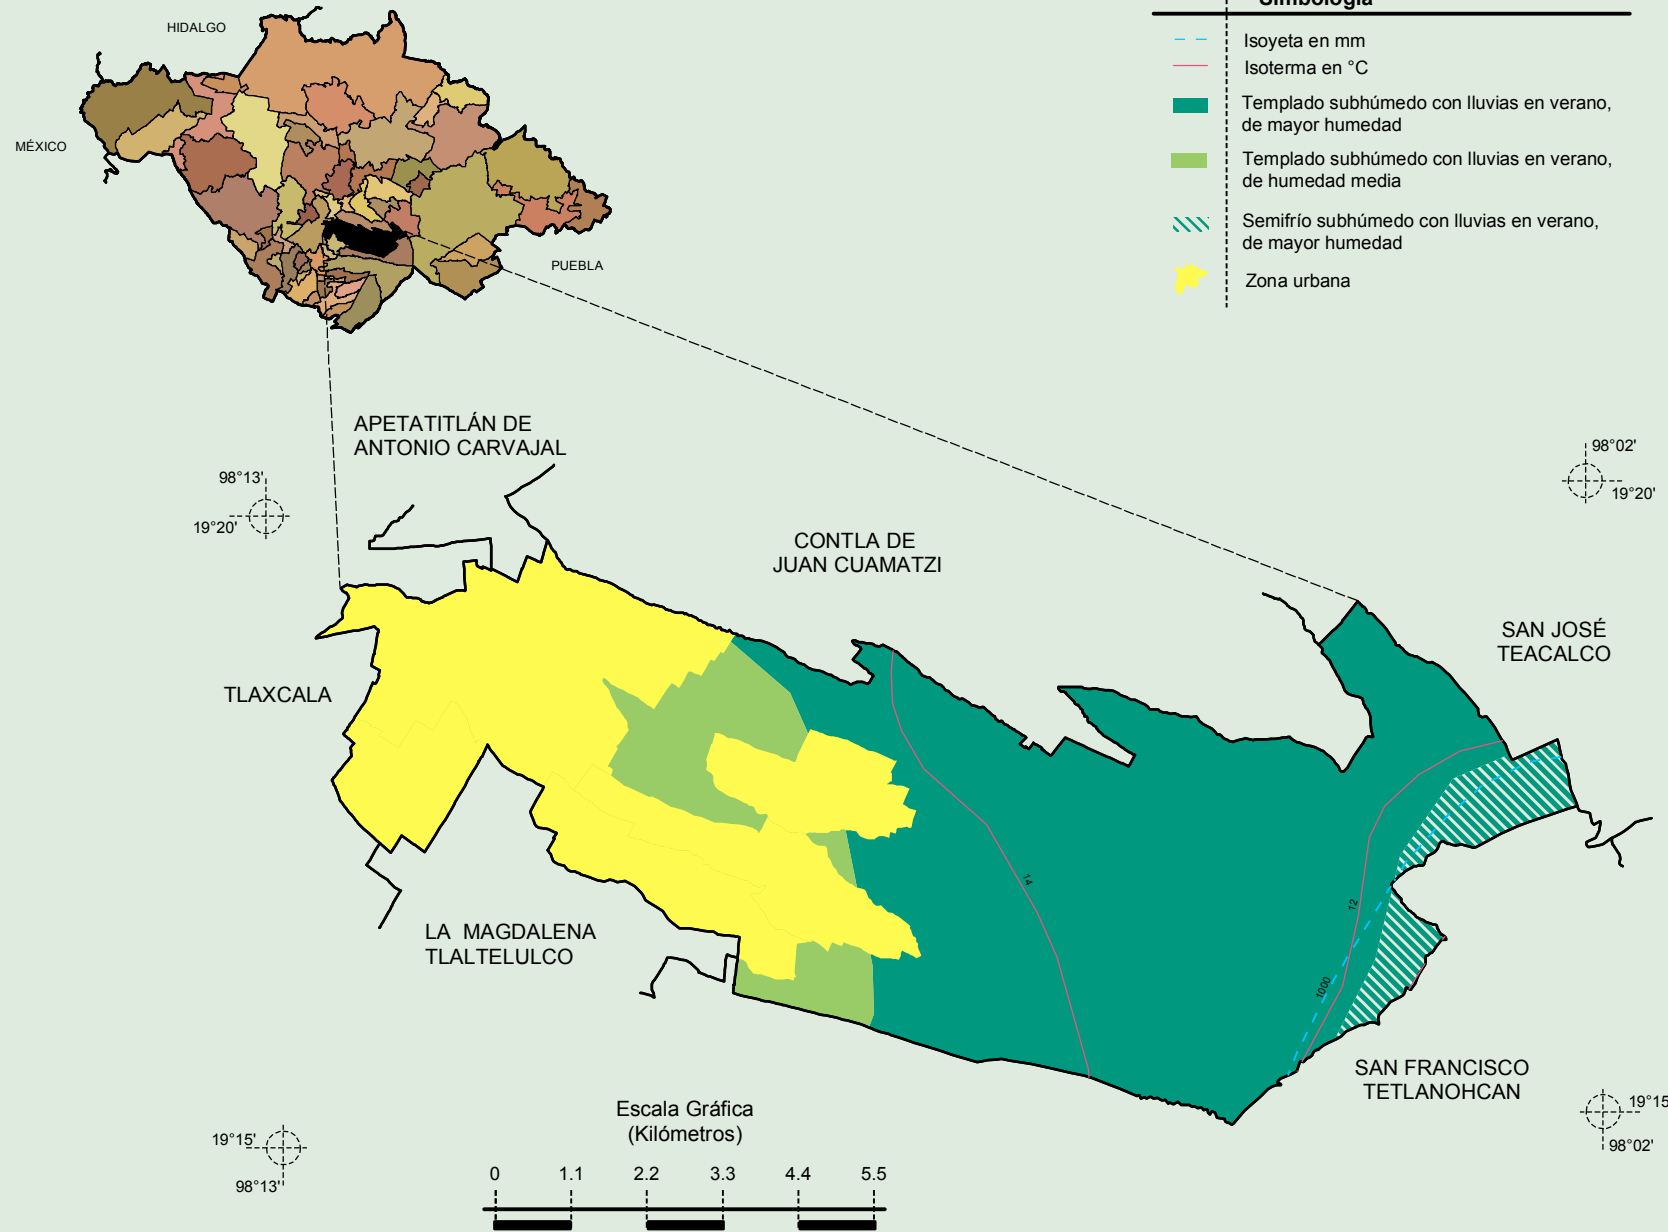 Simbología
HIDALGO
MÉXICO
PUEBLA
Isoyeta en mm
Isoterma en °C
Templado subhúmedo con lluvias en verano,
de mayor humedad
Templado subhúmedo con lluvias en verano,
de humedad media
Semifrío subhúmedo con lluvias en verano,
de mayor humedad
Zona urbana
APETATITLÁN DE
ANTONIO CARVAJAL
98°13'
19°20'
98°02'
19°20'
CONTLA DE
JUAN CUAMATZI
SAN JOSÉ
TEACALCO
TLAXCALA
14
12
1000
LA MAGDALENA
TLALTELULCO
SAN FRANCISCO
TETLANOHCAN
19°15'
98°02'
19°15'
98°13'
Escala Gráfica
(Kilómetros)
0 1.1 2.2 3.3 4.4 5.5